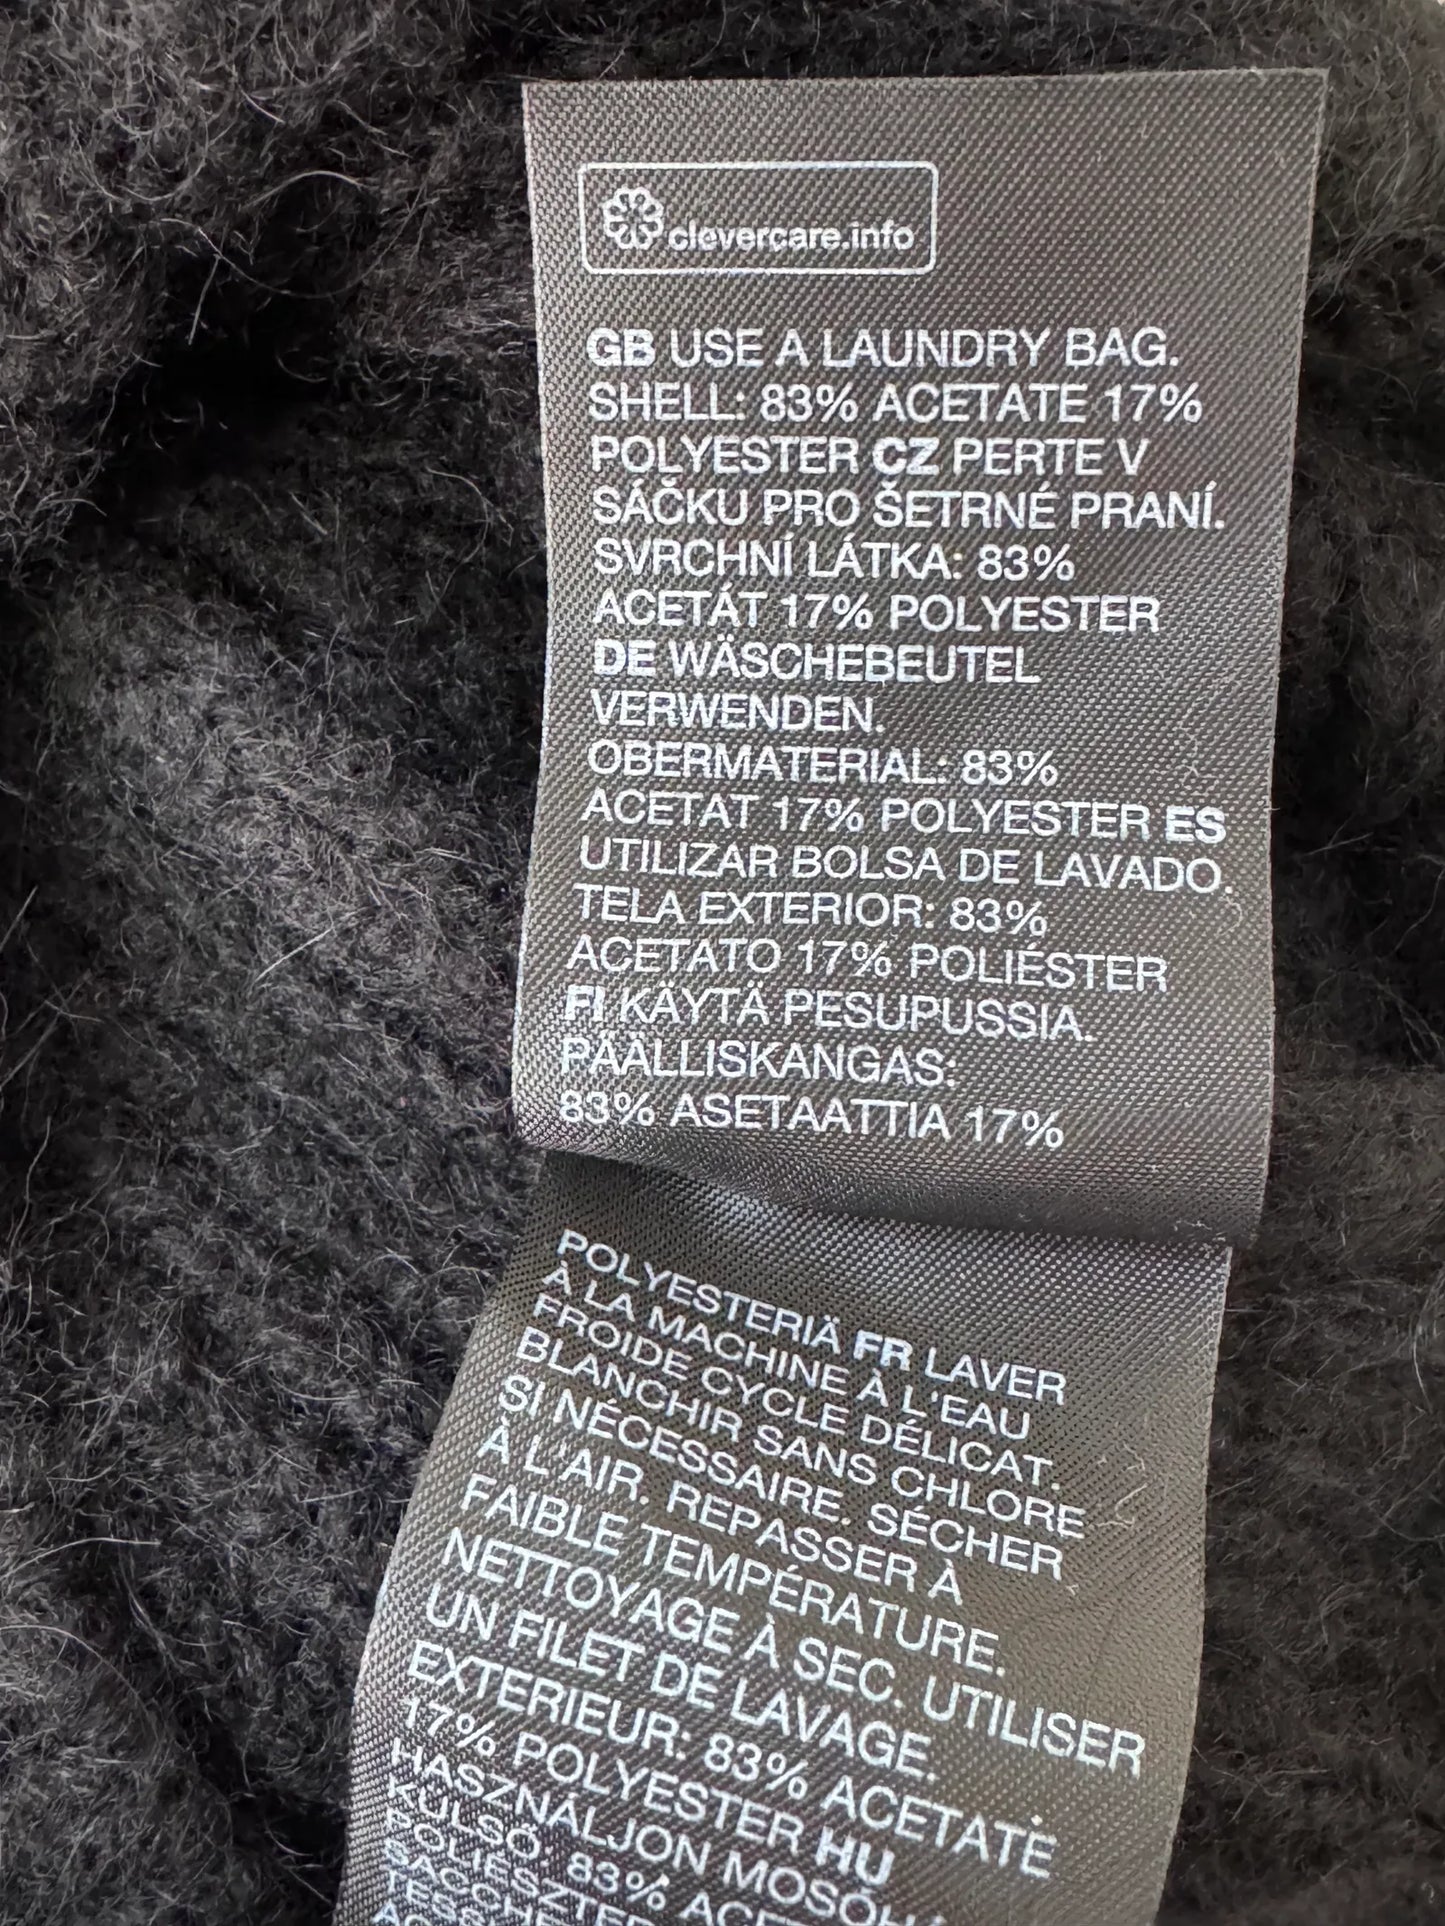 clevercare.info
GB USE A LAUNDRY BAG.
SHELL: 83% ACETATE 17%
POLYESTER CZ PERTE V
SÁČKU PRO ŠETRNÉ PRANÍ.
SVRCHNÍ LÁTKA: 83%
ACETÁT 17% POLYESTER
DE WÄSCHEBEUTEL
VERWENDEN.
OBERMATERIAL: 83%
ACETAT 17% POLYESTER ES
UTILIZAR BOLSA DE LAVADO.
TELA EXTERIOR: 83%
ACETATO 17% POLIÉSTER
FI KÄYTÄ PESUPUSSIA.
PÄÄLLISKANGAS:
83% ASETAATTIA 17%
POLYESTERIÄ FR LAVER
À LA MACHINE À L'EAU
FROIDE CYCLE DÉLICAT.
BLANCHIR SANS CHLORE
SI NÉCESSAIRE. SÉCHER
À L'AIR. REPASSER À
FAIBLE TEMPÉRATURE.
NETTOYAGE À SEC. UTILISER
UN FILET DE LAVAGE.
EXTERIEUR: 83% ACETATE
17% POLYESTER HU
HASZNÁLJON
KÜLSŐ: 83%